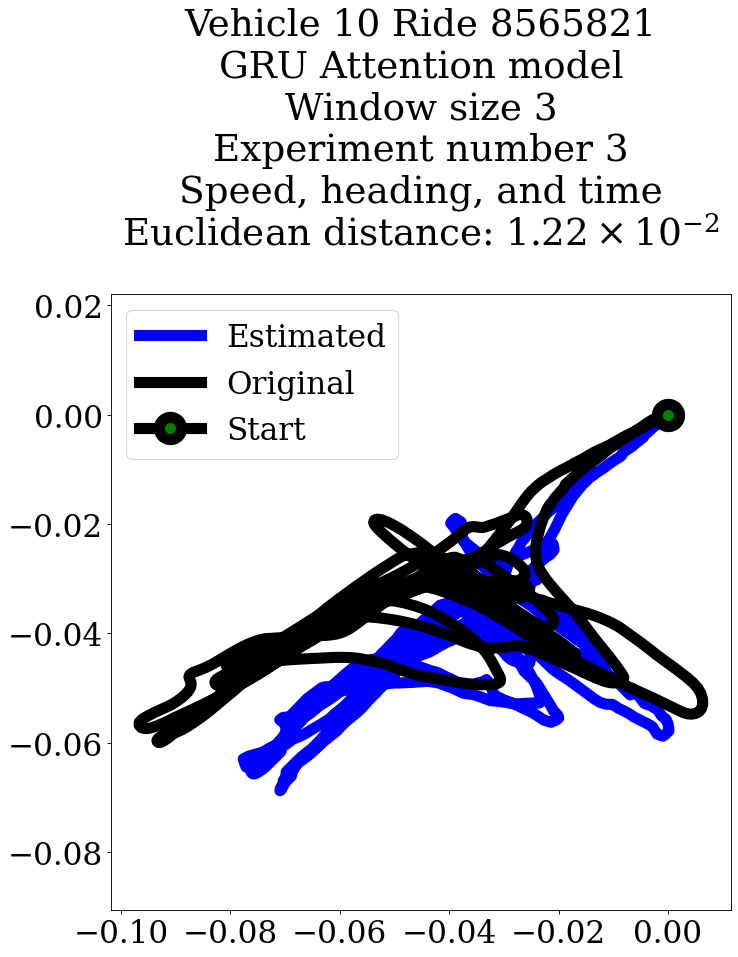 Vehicle 10 Ride 8565821
GRU Attention model
Window size 3
Experiment number 3
Speed, heading, and time
Euclidean distance: 1.22 × 10⁻²
0.02
0.00
−0.02
−0.04
−0.06
−0.08
Estimated
Original
Start
−0.10 −0.08 −0.06 −0.04 −0.02 0.00